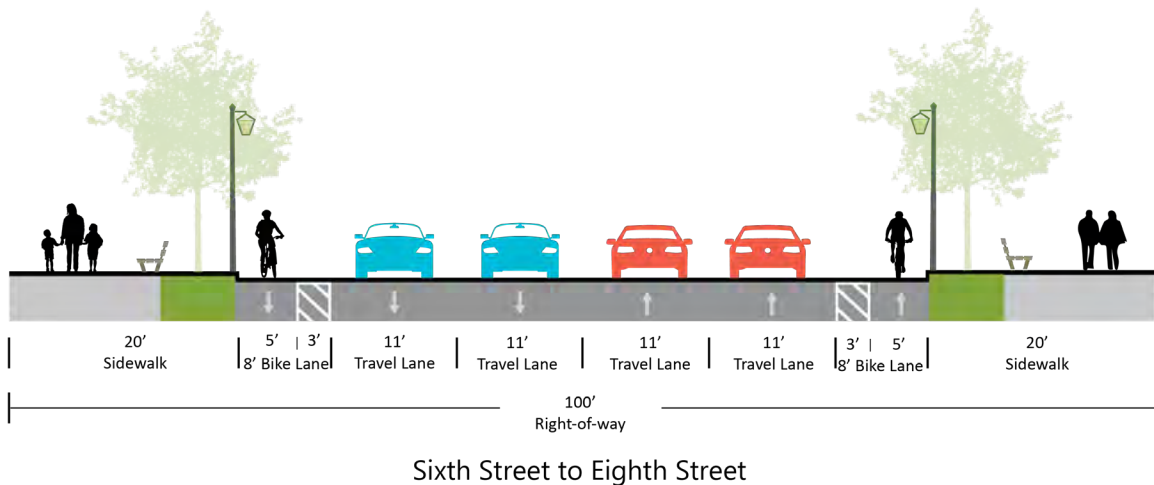 20’
Sidewalk
5’ 3’
8’ Bike Lane
11’
Travel Lane
11’
Travel Lane
11’
Travel Lane
11’
Travel Lane
3’ 5’
8’ Bike Lane
20’
Sidewalk
100’
Right-of-way
Sixth Street to Eighth Street